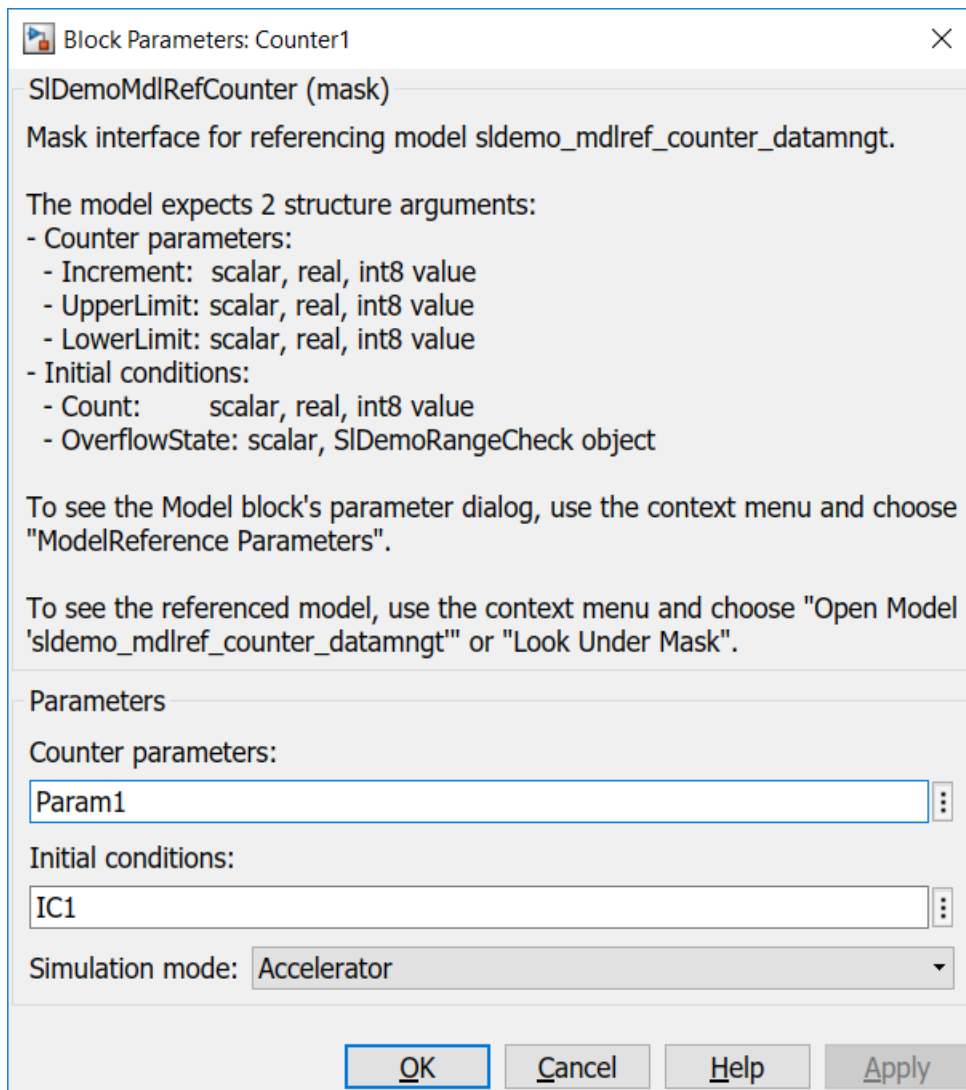 Block Parameters: Counter1
SlDemoMdlRefCounter (mask)
Mask interface for referencing model sldemo_mdlref_counter_datamngt.
The model expects 2 structure arguments:
- Counter parameters:
- Increment: scalar, real, int8 value
- UpperLimit: scalar, real, int8 value
- LowerLimit: scalar, real, int8 value
- Initial conditions:
- Count: scalar, real, int8 value
- OverflowState: scalar, SlDemoRangeCheck object
To see the Model block's parameter dialog, use the context menu and choose
"ModelReference Parameters".
To see the referenced model, use the context menu and choose "Open Model
'sldemo_mdlref_counter_datamngt'" or "Look Under Mask".
Parameters
Counter parameters:
Param1
Initial conditions:
IC1
Simulation mode: Accelerator
OK Cancel Help Apply